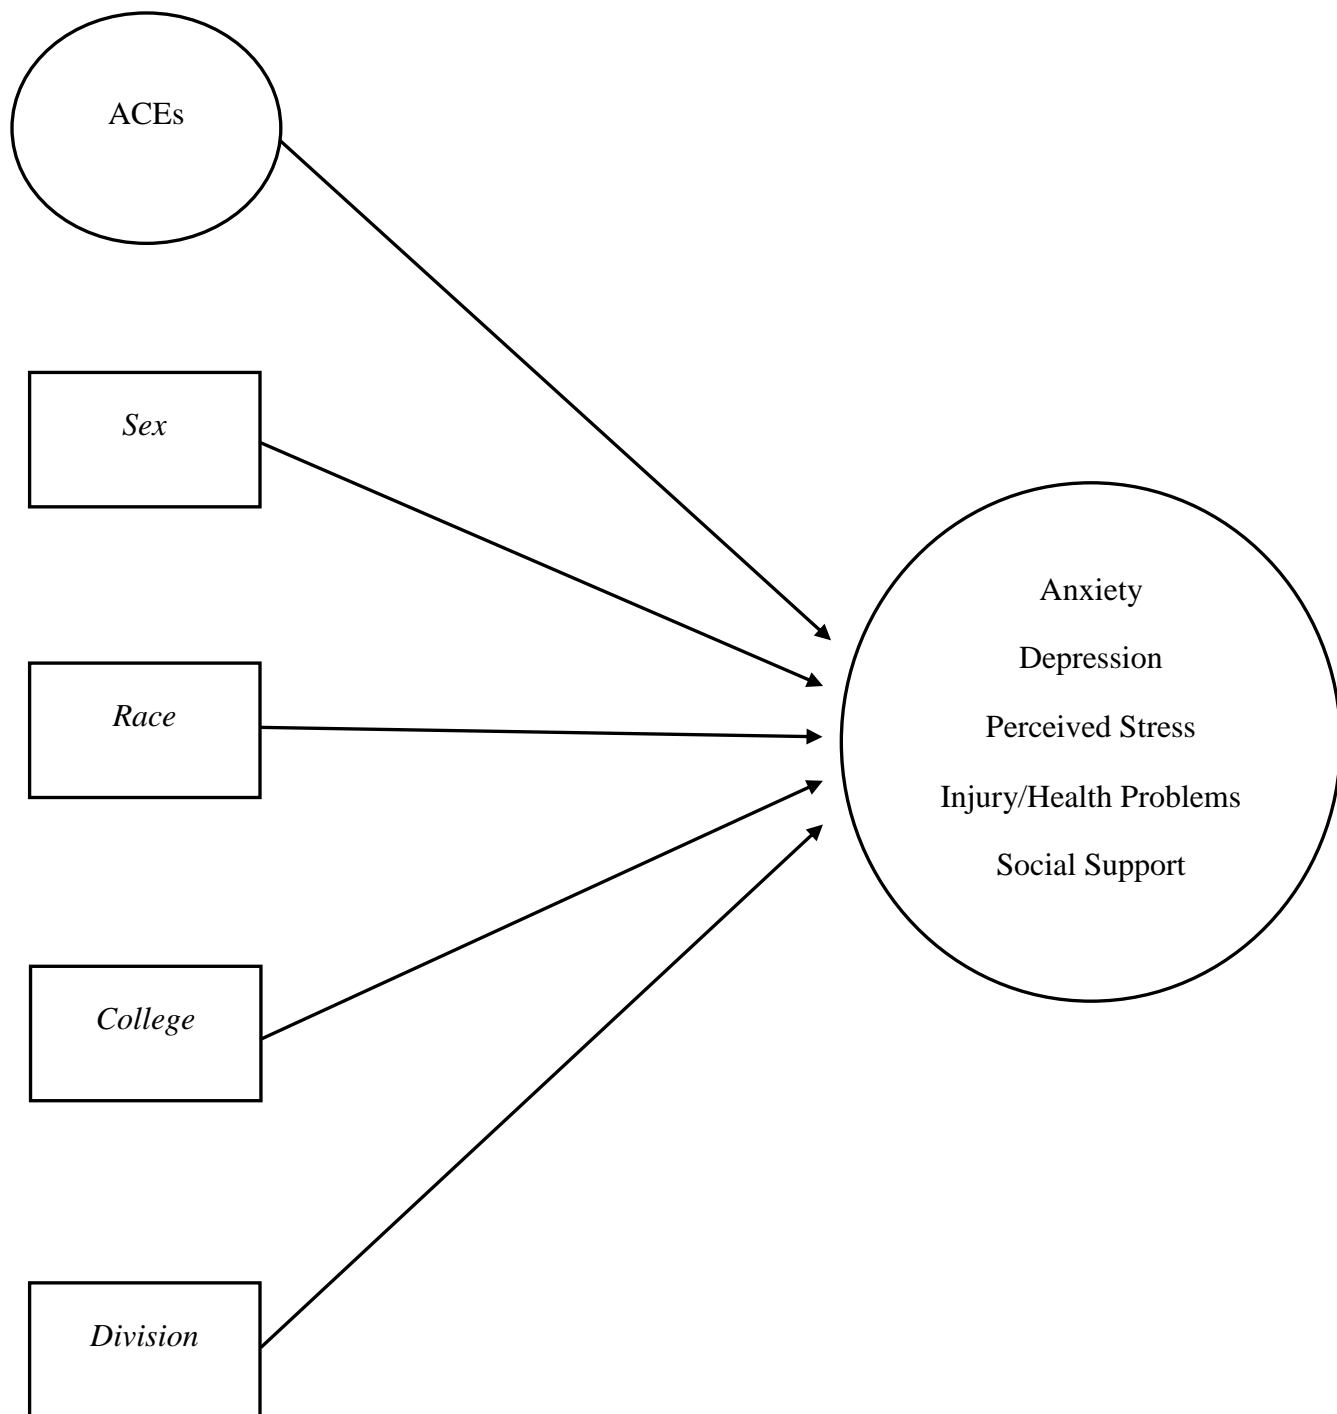 ACEs
Sex
Race
College
Division
Anxiety
Depression
Perceived Stress
Injury/Health Problems
Social Support